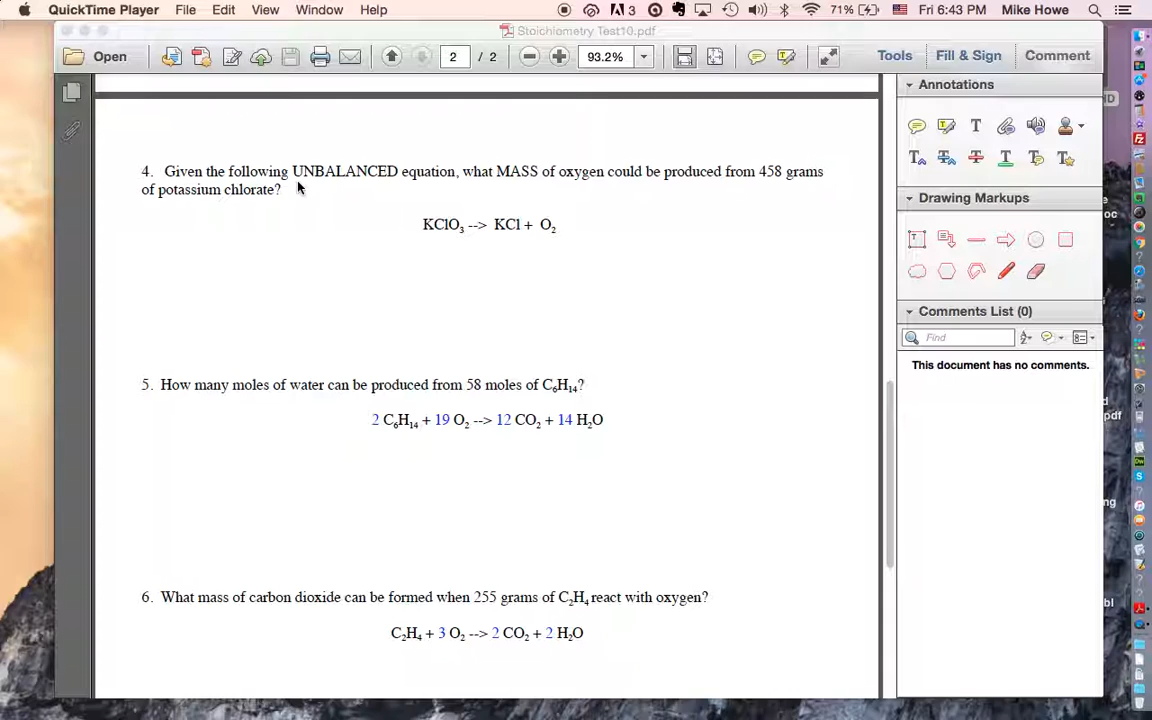 QuickTime Player File Edit View Window Help 3 71% Fri 6:43 PM Mike Howe
Stoichiometry Test10.pdf
Open 2 / 2 93.2% Tools Fill & Sign Comment
Annotations
4. Given the following UNBALANCED equation, what MASS of oxygen could be produced from 458 grams
of potassium chlorate?
KClO₃ --> KCl + O₂
Drawing Markups
Comments List (0)
Find
This document has no comments.
5. How many moles of water can be produced from 58 moles of C₆H₁₄?
2 C₆H₁₄ + 19 O₂ --> 12 CO₂ + 14 H₂O
6. What mass of carbon dioxide can be formed when 255 grams of C₂H₄ react with oxygen?
C₂H₄ + 3 O₂ --> 2 CO₂ + 2 H₂O